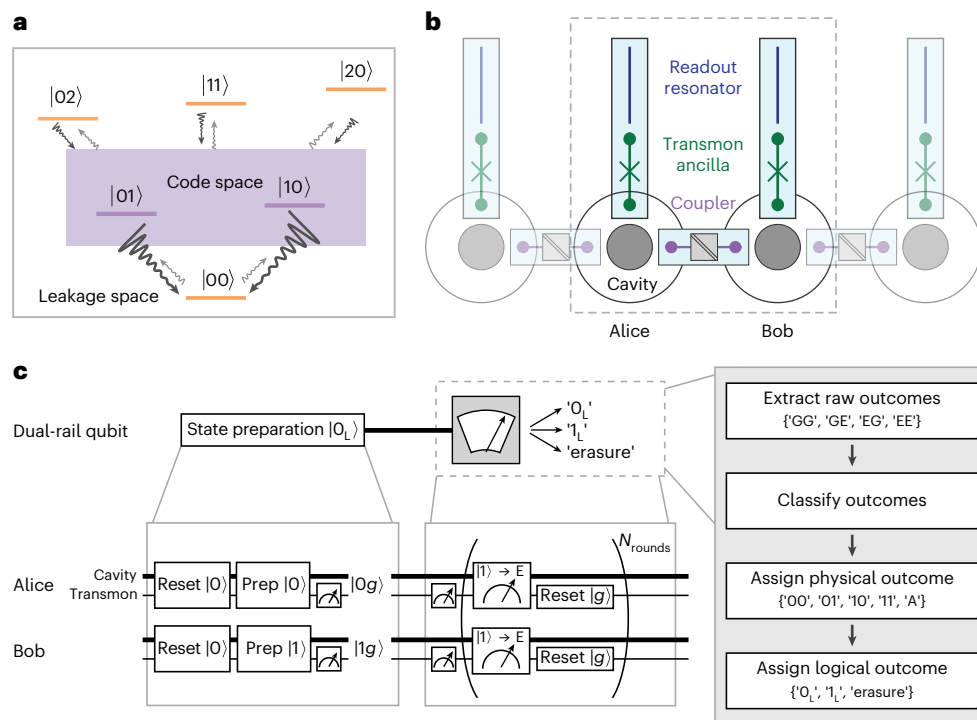 a
|02⟩
|11⟩
|20⟩
Code space
|01⟩
|10⟩
|00⟩
Leakage space
b
Readout
resonator
Transmon
ancilla
Coupler
Cavity
Alice
Bob
c
Dual-rail qubit
State preparation |0L⟩
'0L'
'1L'
'erasure'
Nrounds
Alice
Cavity
Transmon
Reset |0⟩
Prep |0⟩
|0g⟩
|1⟩ → E
Reset |g⟩
Bob
Reset |0⟩
Prep |1⟩
|1g⟩
|1⟩ → E
Reset |g⟩
Extract raw outcomes
{'GG', 'GE', 'EG', 'EE'}
Classify outcomes
Assign physical outcome
{'00', '01', '10', '11', 'A'}
Assign logical outcome
{'0L', '1L', 'erasure'}